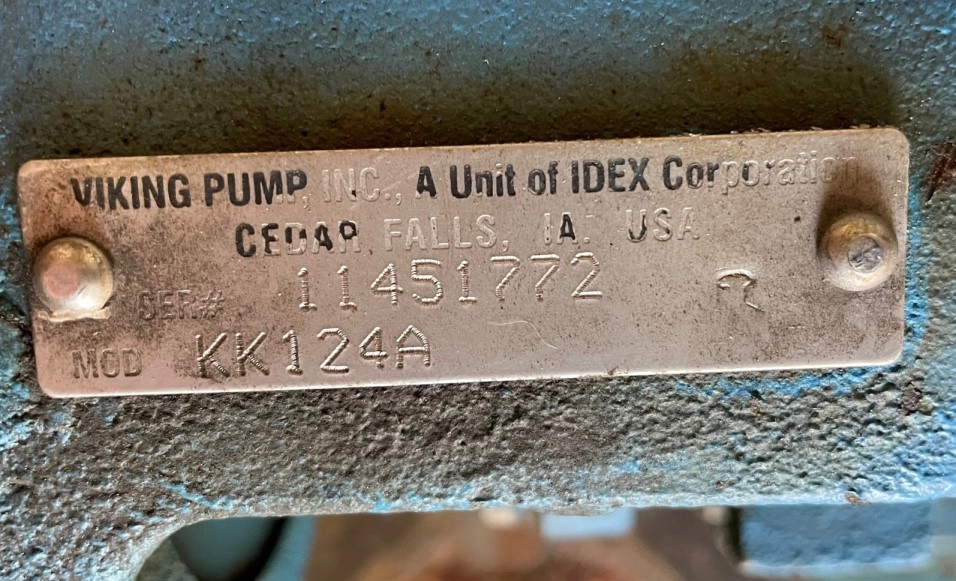 VIKING PUMP, INC., A Unit of IDEX Corporation
CEDAR FALLS, IA. USA
SER# 11451772
MOD KK124A